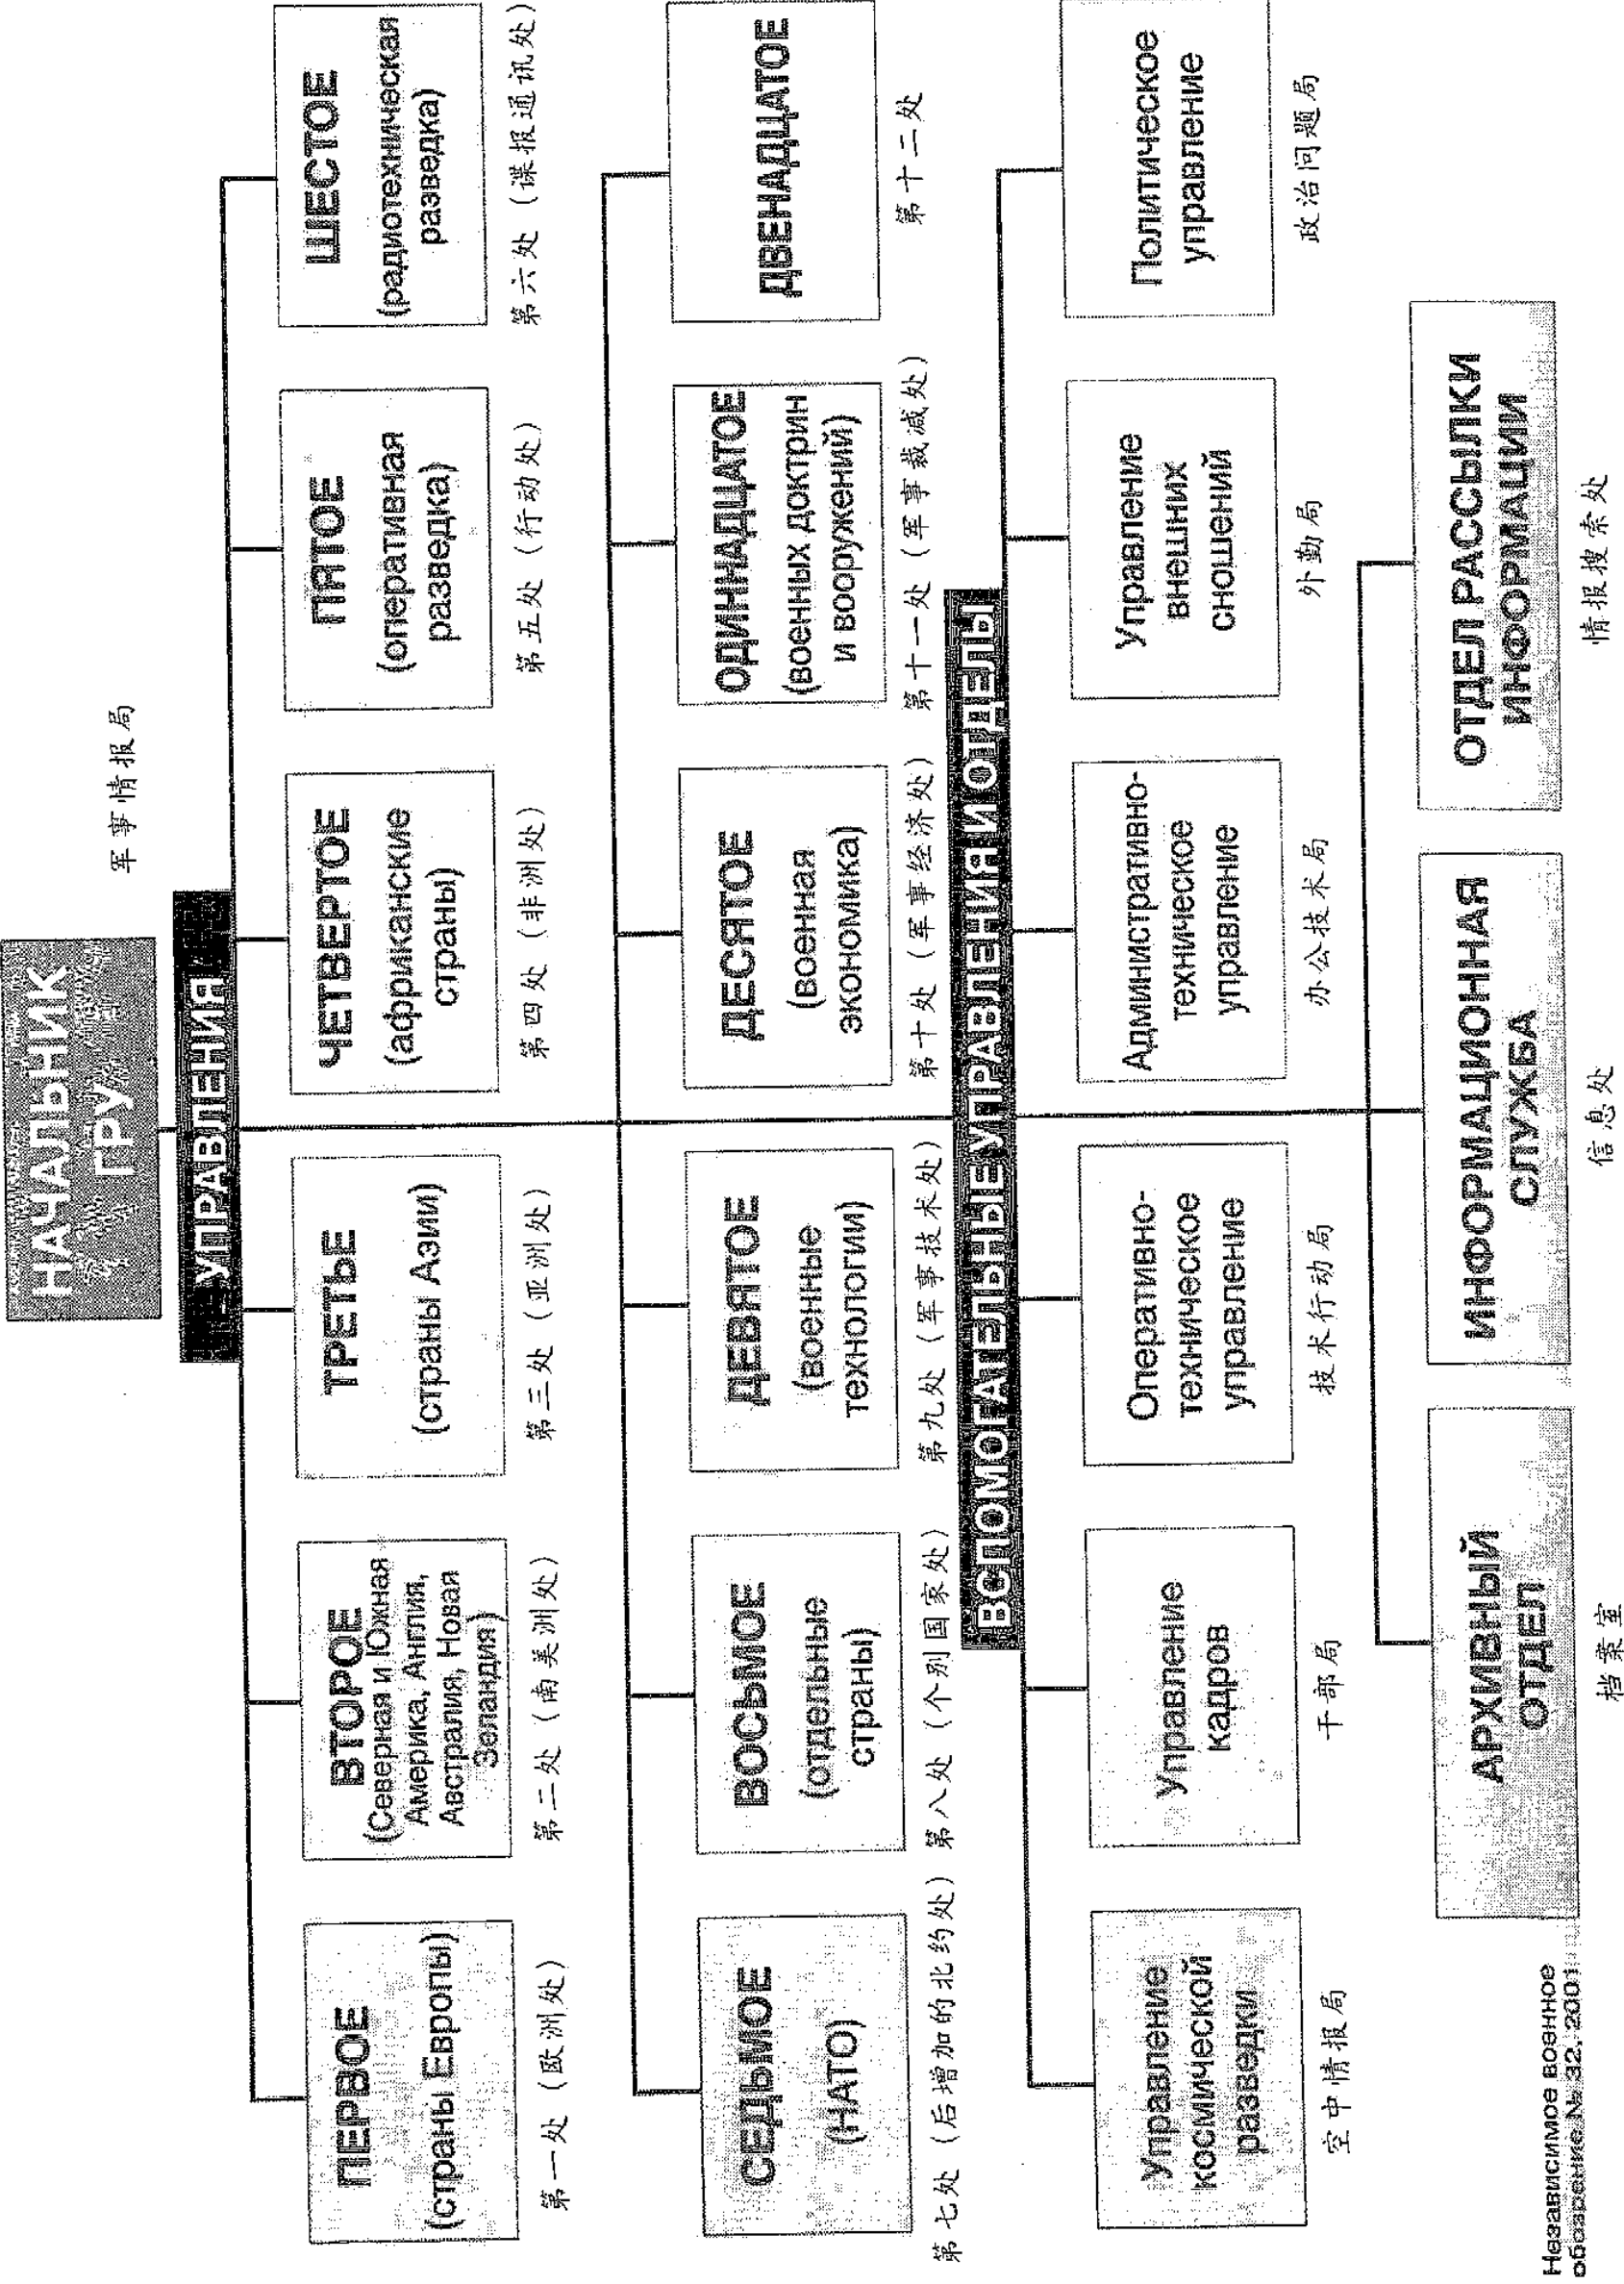 军事情报局
НАЧАЛЬНИК
ГРУ
УПРАВЛЕНИЯ
ПЕРВОЕ
(страны Европы)
第一处（欧洲处）
ВТОРОЕ
(Северная и Южная
Америка, Англия,
Австралия, Новая
Зеландия)
第二处（南美洲处）
ТРЕТЬЕ
(страны Азии)
第三处（亚洲处）
ЧЕТВЕРТОЕ
(африканские
страны)
第四处（非洲处）
ПЯТОЕ
(оперативная
разведка)
第五处（行动处）
ШЕСТОЕ
(радиотехническая
разведка)
第六处（谍报通讯处）
СЕДЬМОЕ
(НАТО)
第七处（后增加的北约处）
ВОСЬМОЕ
(отдельные
страны)
第八处（个别国家处）
ДЕВЯТОЕ
(военные
технологии)
第九处（军事技术处）
ДЕСЯТОЕ
(военная
экономика)
第十处（军事经济处）
ОДИННАДЦАТОЕ
(военных доктрин
и вооружений)
第十一处（军事裁减处）
ДВЕНАДЦАТОЕ
第十二处
ВСПОМОГАТЕЛЬНЫЕ УПРАВЛЕНИЯ И ОТДЕЛЫ
Управление
космической
разведки
空中情报局
Управление
кадров
干部局
Оперативно-
техническое
управление
技术行动局
Административно-
техническое
управление
办公技术局
Управление
внешних
сношений
外勤局
Политическое
управление
政治问题局
АРХИВНЫЙ
ОТДЕЛ
档案室
ИНФОРМАЦИОННАЯ
СЛУЖБА
信息处
ОТДЕЛ РАССЫЛКИ
ИНФОРМАЦИИ
情报搜索处
Независимое военное
обозрение № 32, 2001